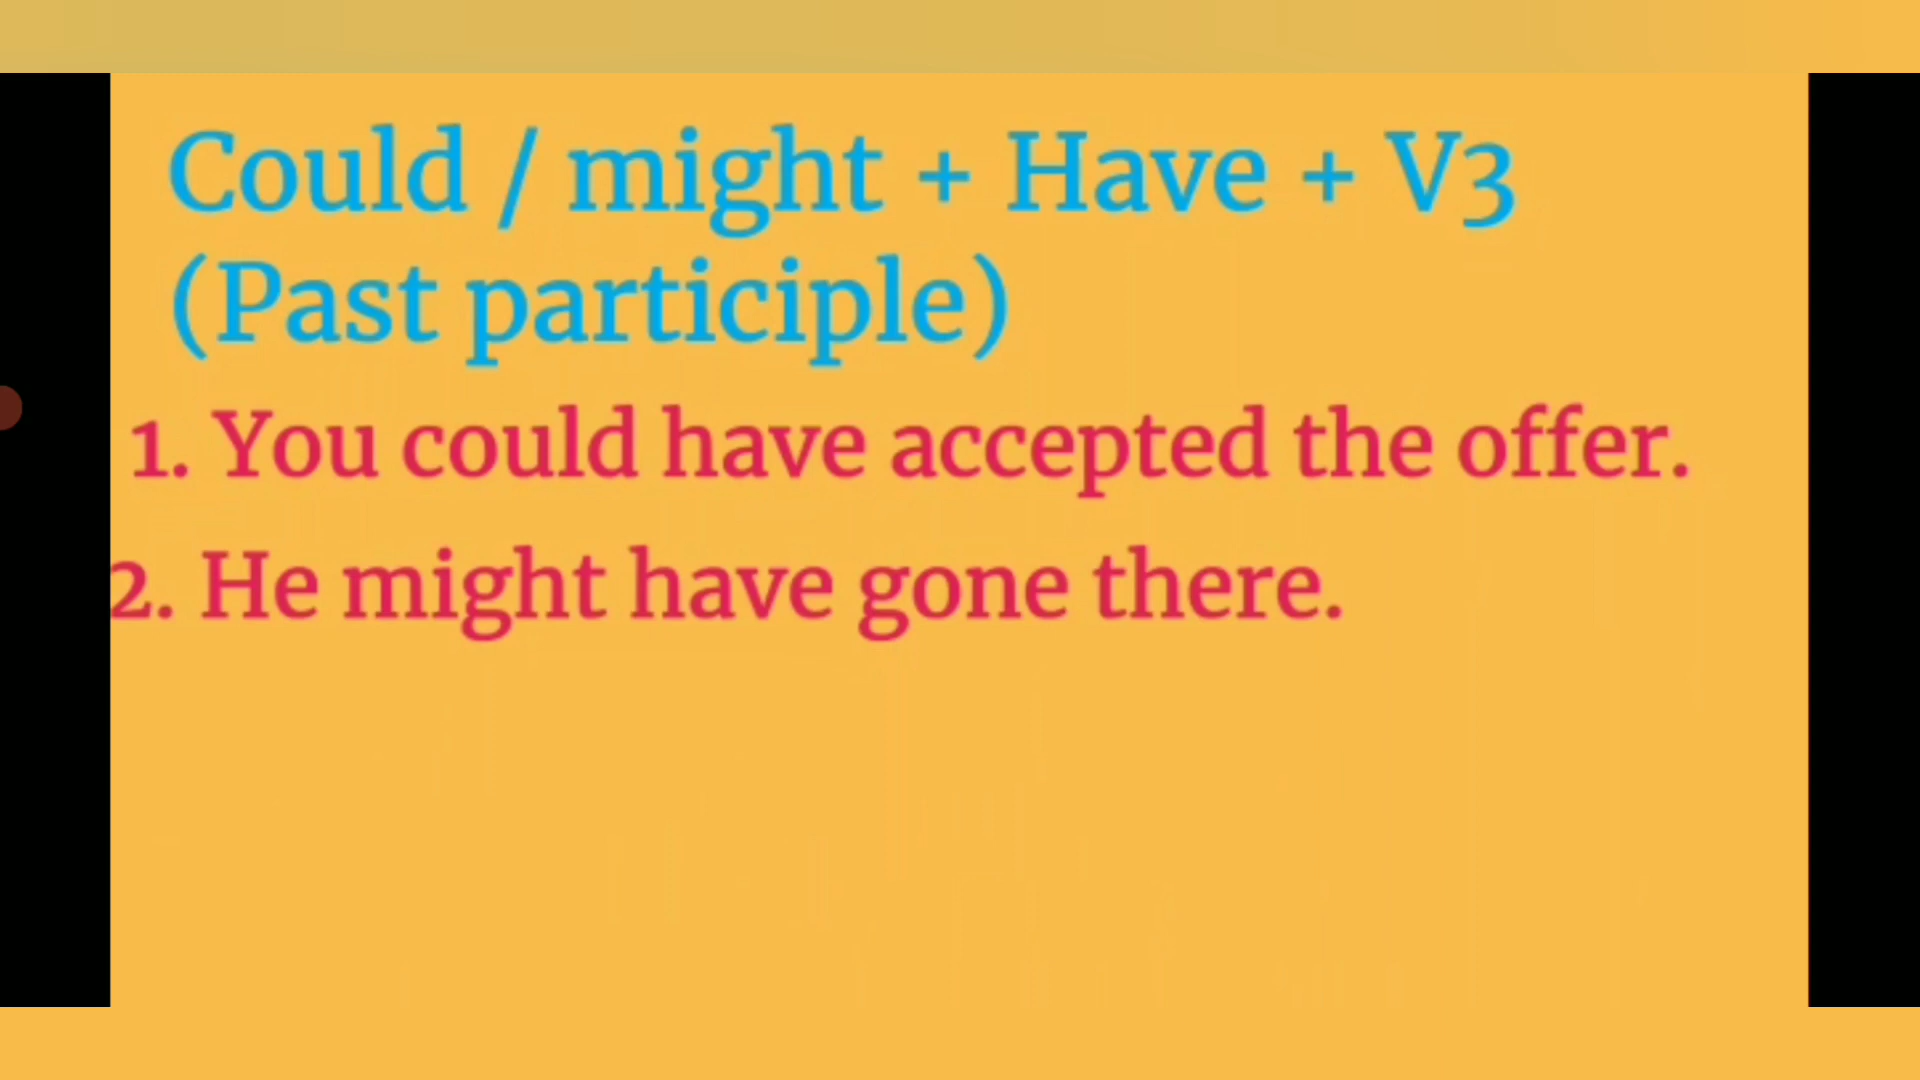 Could / might + Have + V3
(Past participle)
1. You could have accepted the offer.
2. He might have gone there.